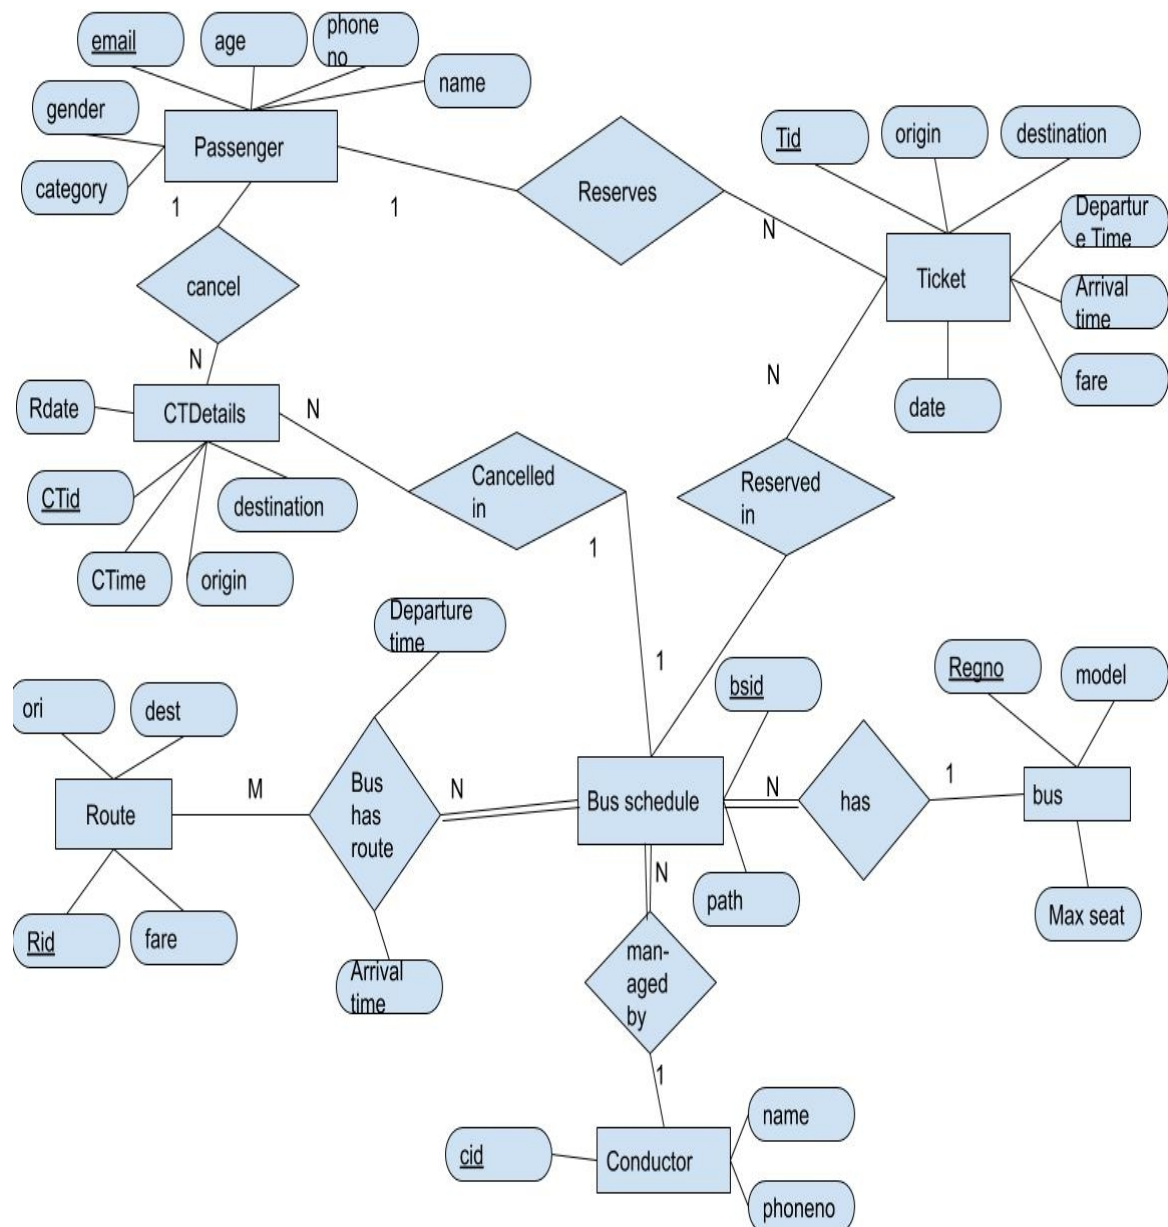 email
age
phone
no
name
gender
Passenger
category
1
1
Reserves
N
Tid
origin
destination
Departur
e Time
Ticket
Arrival
time
fare
date
cancel
N
Rdate
CTDetails
N
CTid
destination
CTime
origin
Cancelled
in
1
N
Reserved
in
Departure
time
1
ori
dest
bsid
Regno
model
Route
M
Bus
has
route
N
Bus schedule
N
has
1
bus
Rid
fare
Arrival
time
N
path
Max seat
man-
aged
by
1
cid
Conductor
name
phoneno